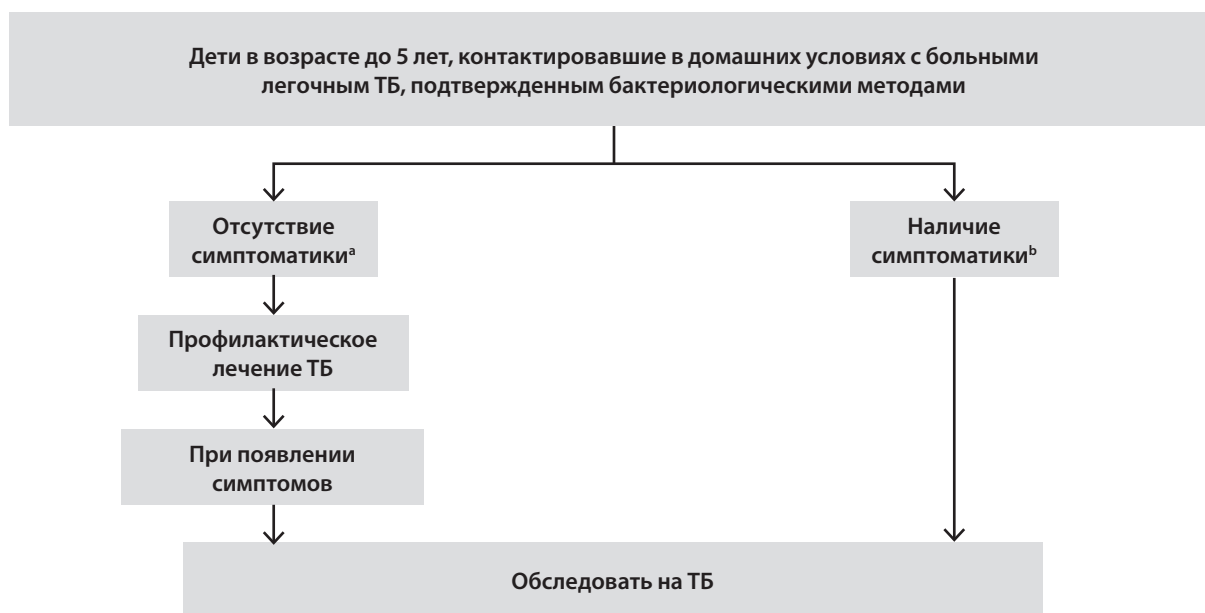 Дети в возрасте до 5 лет, контактировавшие в домашних условиях с больными
легочным ТБ, подтвержденным бактериологическими методами
Отсутствие
симптоматикиᵃ
Наличие
симптоматикиᵇ
Профилактическое
лечение ТБ
При появлении
симптомов
Обследовать на ТБ